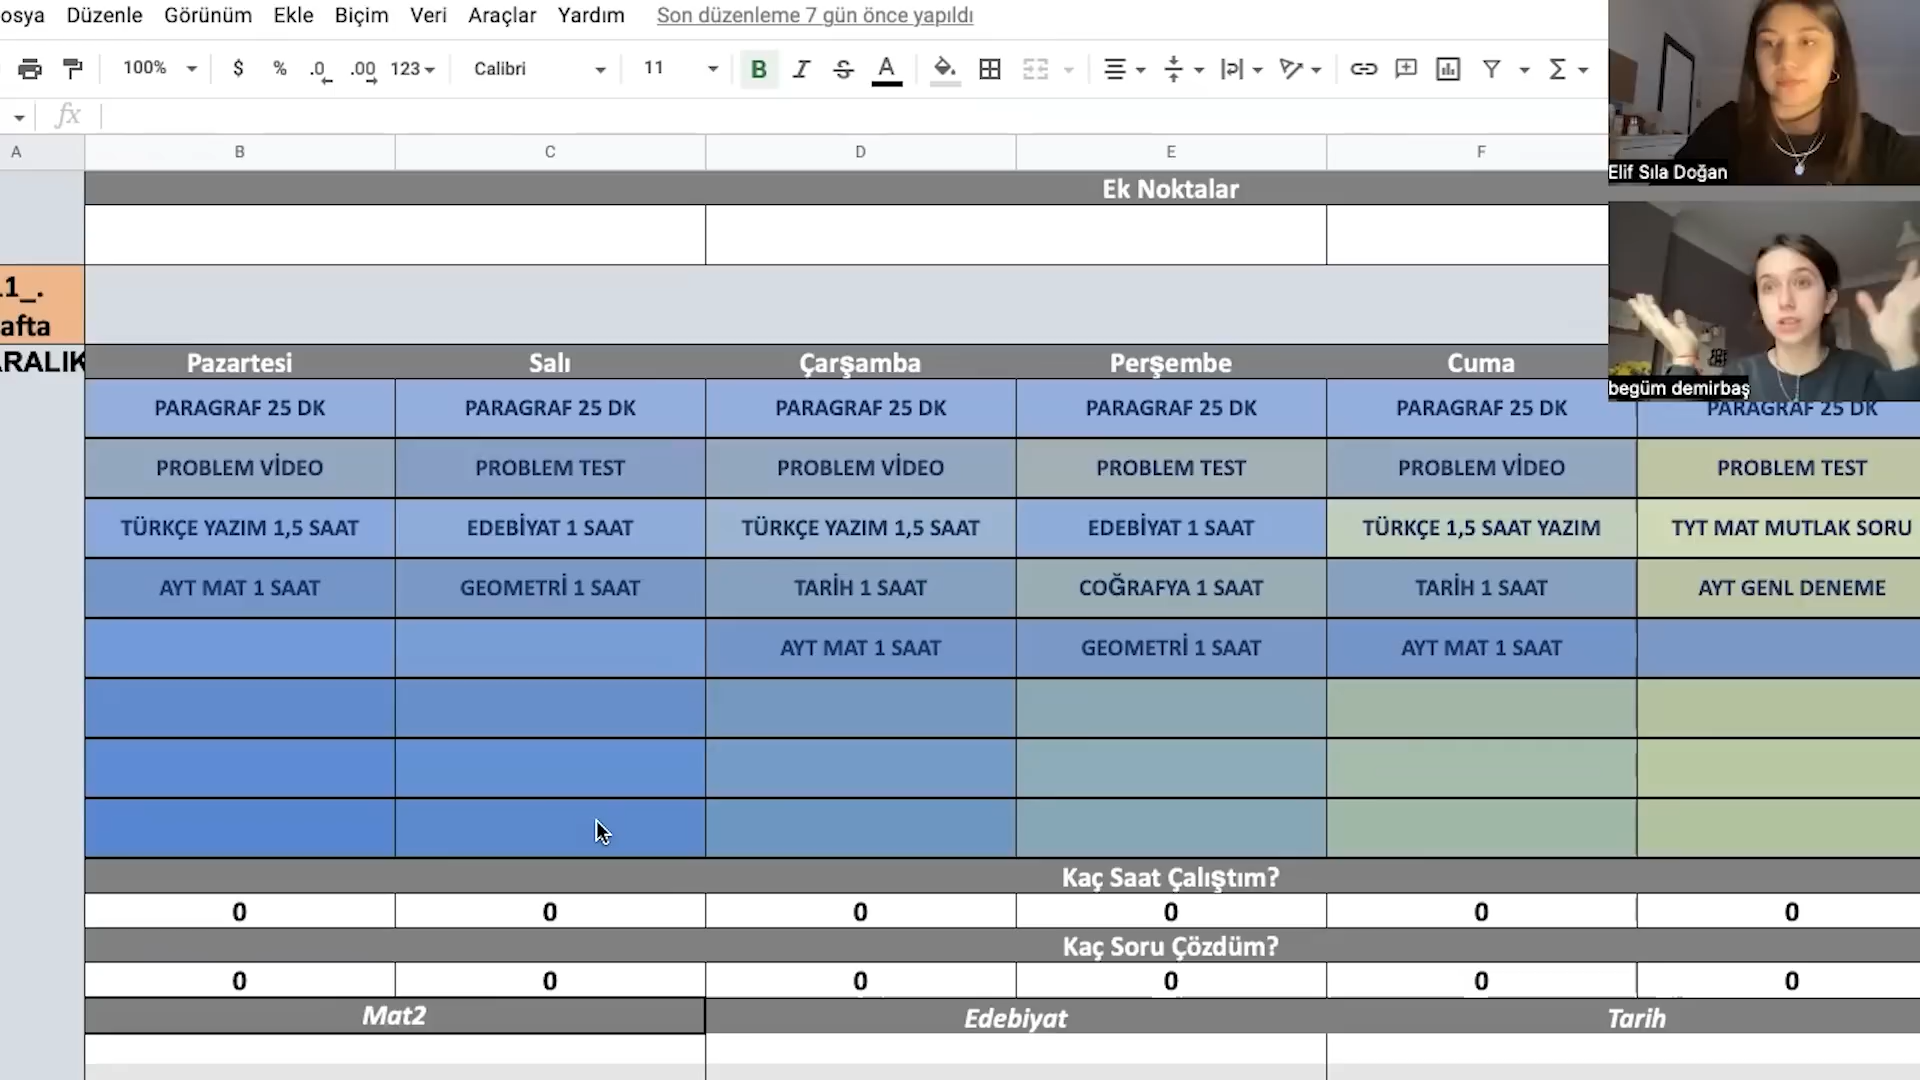 osya Düzenle Görünüm Ekle Biçim Veri Araçlar Yardım Son düzenleme 7 gün önce yapıldı
100% $ % .0 .00 123 Calibri 11 B I S A Σ
fx
A B C D E F
Elif Sıla Doğan
Ek Noktalar
11_.
afta
begüm demirbaş
ARALIK Pazartesi Salı Çarşamba Perşembe Cuma
PARAGRAF 25 DK PARAGRAF 25 DK PARAGRAF 25 DK PARAGRAF 25 DK PARAGRAF 25 DK PARAGRAF 25 DK
PROBLEM VİDEO PROBLEM TEST PROBLEM VİDEO PROBLEM TEST PROBLEM VİDEO PROBLEM TEST
TÜRKÇE YAZIM 1,5 SAAT EDEBİYAT 1 SAAT TÜRKÇE YAZIM 1,5 SAAT EDEBİYAT 1 SAAT TÜRKÇE 1,5 SAAT YAZIM TYT MAT MUTLAK SORU
AYT MAT 1 SAAT GEOMETRİ 1 SAAT TARİH 1 SAAT COĞRAFYA 1 SAAT TARİH 1 SAAT AYT GENL DENEME
AYT MAT 1 SAAT GEOMETRİ 1 SAAT AYT MAT 1 SAAT
Kaç Saat Çalıştım?
0 0 0 0 0 0
Kaç Soru Çözdüm?
0 0 0 0 0 0
Mat2 Edebiyat Tarih